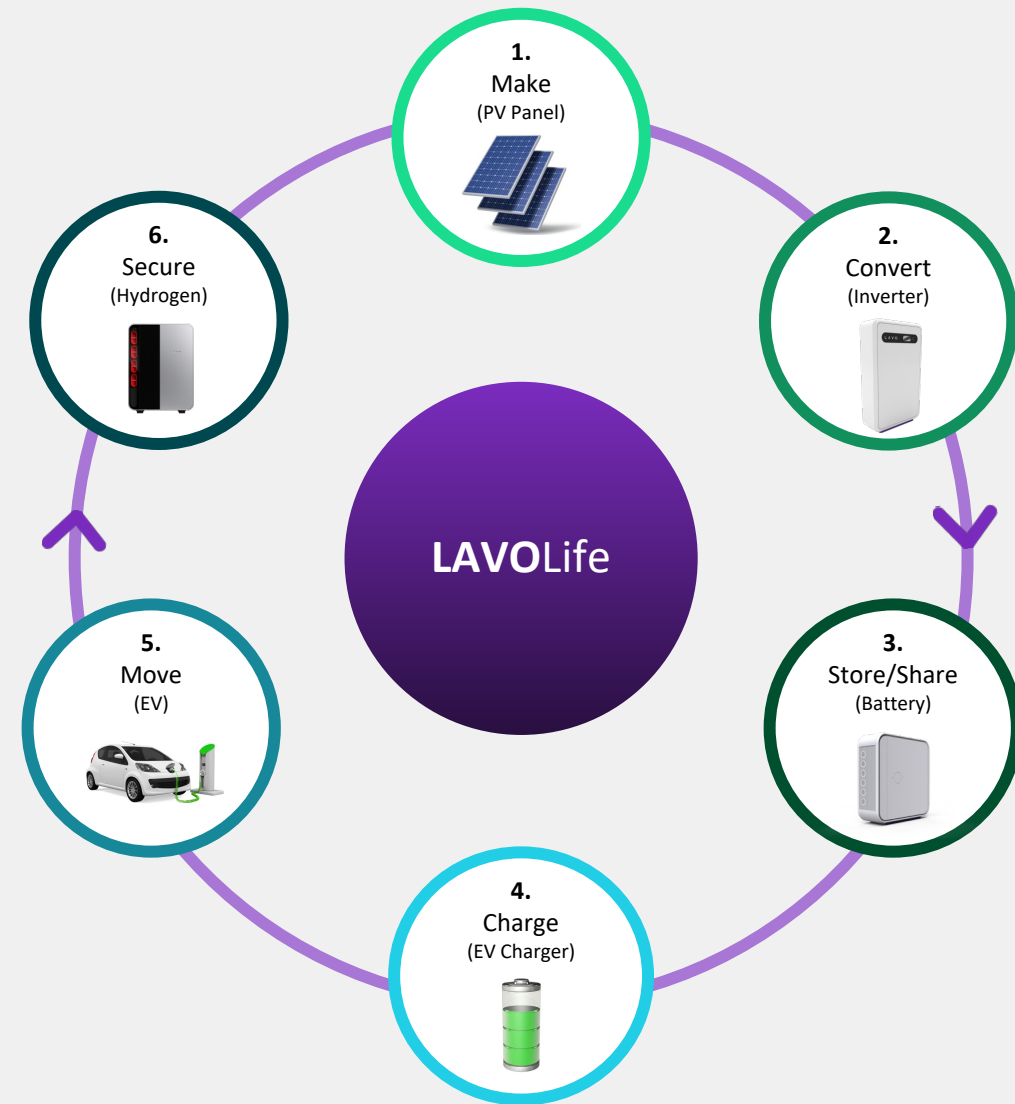 1.
Make
(PV Panel)
2.
Convert
(Inverter)
3.
Store/Share
(Battery)
4.
Charge
(EV Charger)
5.
Move
(EV)
6.
Secure
(Hydrogen)
LAVOLife
LAVO